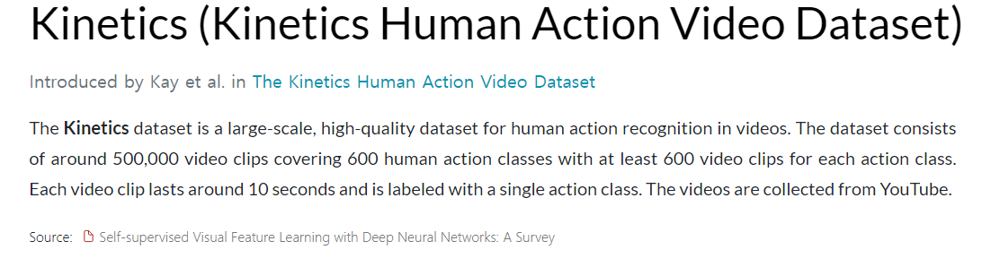 Kinetics (Kinetics Human Action Video Dataset)
Introduced by Kay et al. in The Kinetics Human Action Video Dataset
The Kinetics dataset is a large-scale, high-quality dataset for human action recognition in videos. The dataset consists
of around 500,000 video clips covering 600 human action classes with at least 600 video clips for each action class.
Each video clip lasts around 10 seconds and is labeled with a single action class. The videos are collected from YouTube.
Source: Self-supervised Visual Feature Learning with Deep Neural Networks: A Survey